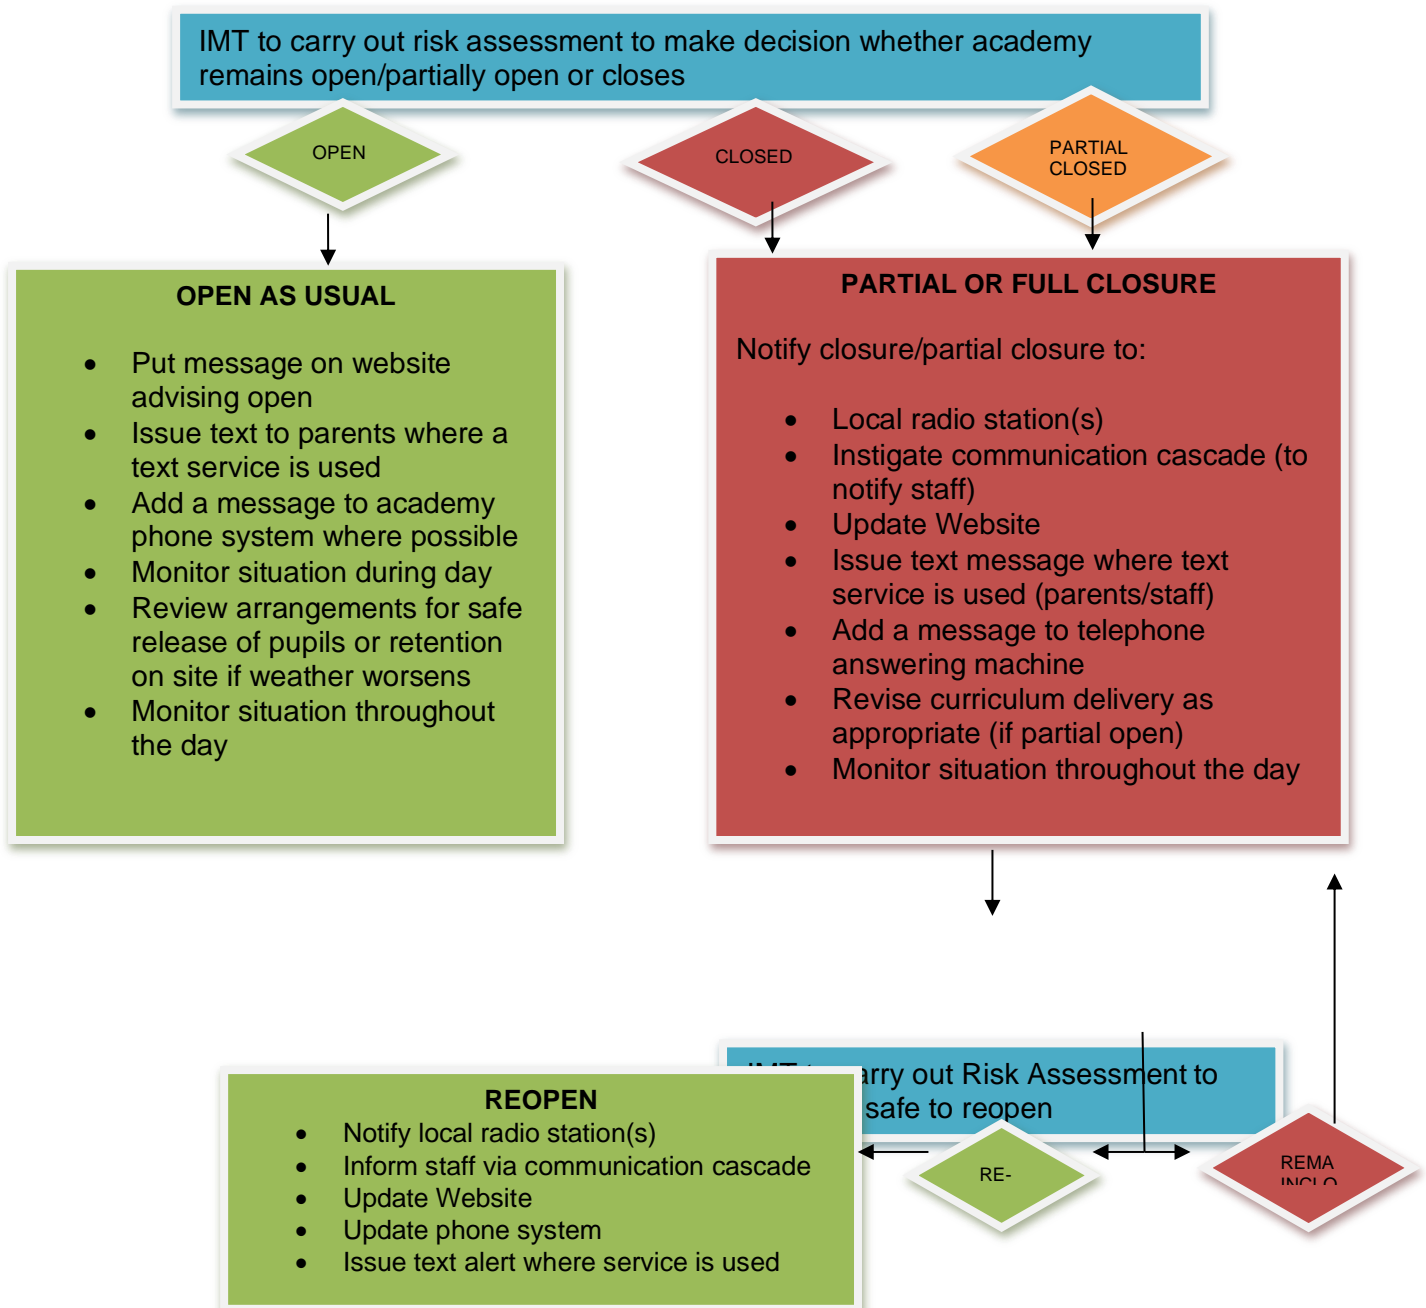 IMT to carry out risk assessment to make decision whether academy
remains open/partially open or closes
OPEN
CLOSED
PARTIAL
CLOSED
OPEN AS USUAL
• Put message on website
advising open
• Issue text to parents where a
text service is used
• Add a message to academy
phone system where possible
• Monitor situation during day
• Review arrangements for safe
release of pupils or retention
on site if weather worsens
• Monitor situation throughout
the day
PARTIAL OR FULL CLOSURE
Notify closure/partial closure to:
• Local radio station(s)
• Instigate communication cascade (to
notify staff)
• Update Website
• Issue text message where text
service is used (parents/staff)
• Add a message to telephone
answering machine
• Revise curriculum delivery as
appropriate (if partial open)
• Monitor situation throughout the day
IMT carry out Risk Assessment to
safe to reopen
REOPEN
• Notify local radio station(s)
• Inform staff via communication cascade
• Update Website
• Update phone system
• Issue text alert where service is used
RE-
REMA
INCLO